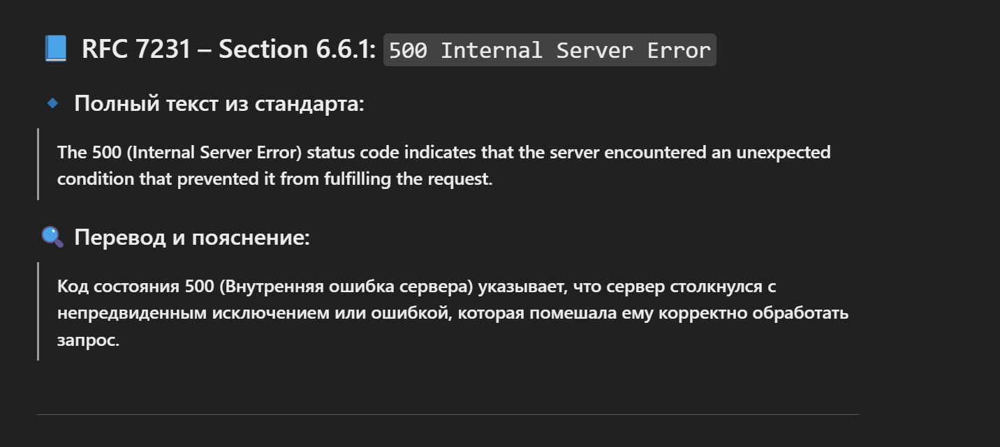 RFC 7231 – Section 6.6.1: 500 Internal Server Error
Полный текст из стандарта:
The 500 (Internal Server Error) status code indicates that the server encountered an unexpected
condition that prevented it from fulfilling the request.
Перевод и пояснение:
Код состояния 500 (Внутренняя ошибка сервера) указывает, что сервер столкнулся с
непредвиденным исключением или ошибкой, которая помешала ему корректно обработать
запрос.